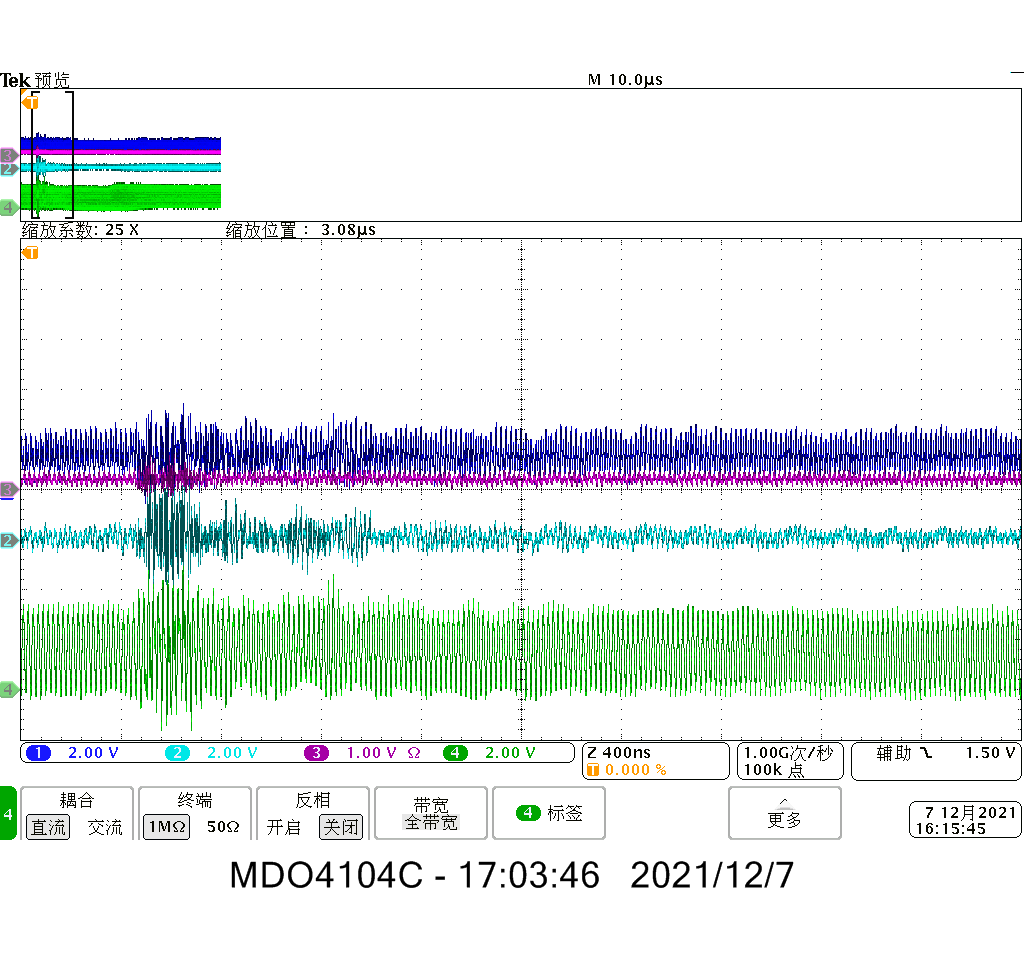 Tek 预览 M 10.0µs
T
3
2
4
缩放系数: 25 X 缩放位置: 3.08µs
T
3
2
4
1 2.00 V 2 2.00 V 3 1.00 V Ω 4 2.00 V
Z 400ns
T 0.000 %
1.00G次/秒
100k 点
辅助 1.50 V
4
耦合
直流 交流
终端
1MΩ 50Ω
反相
开启 关闭
带宽
全带宽
4 标签
更多
7 12月2021
16:15:45
MDO4104C - 17:03:46 2021/12/7